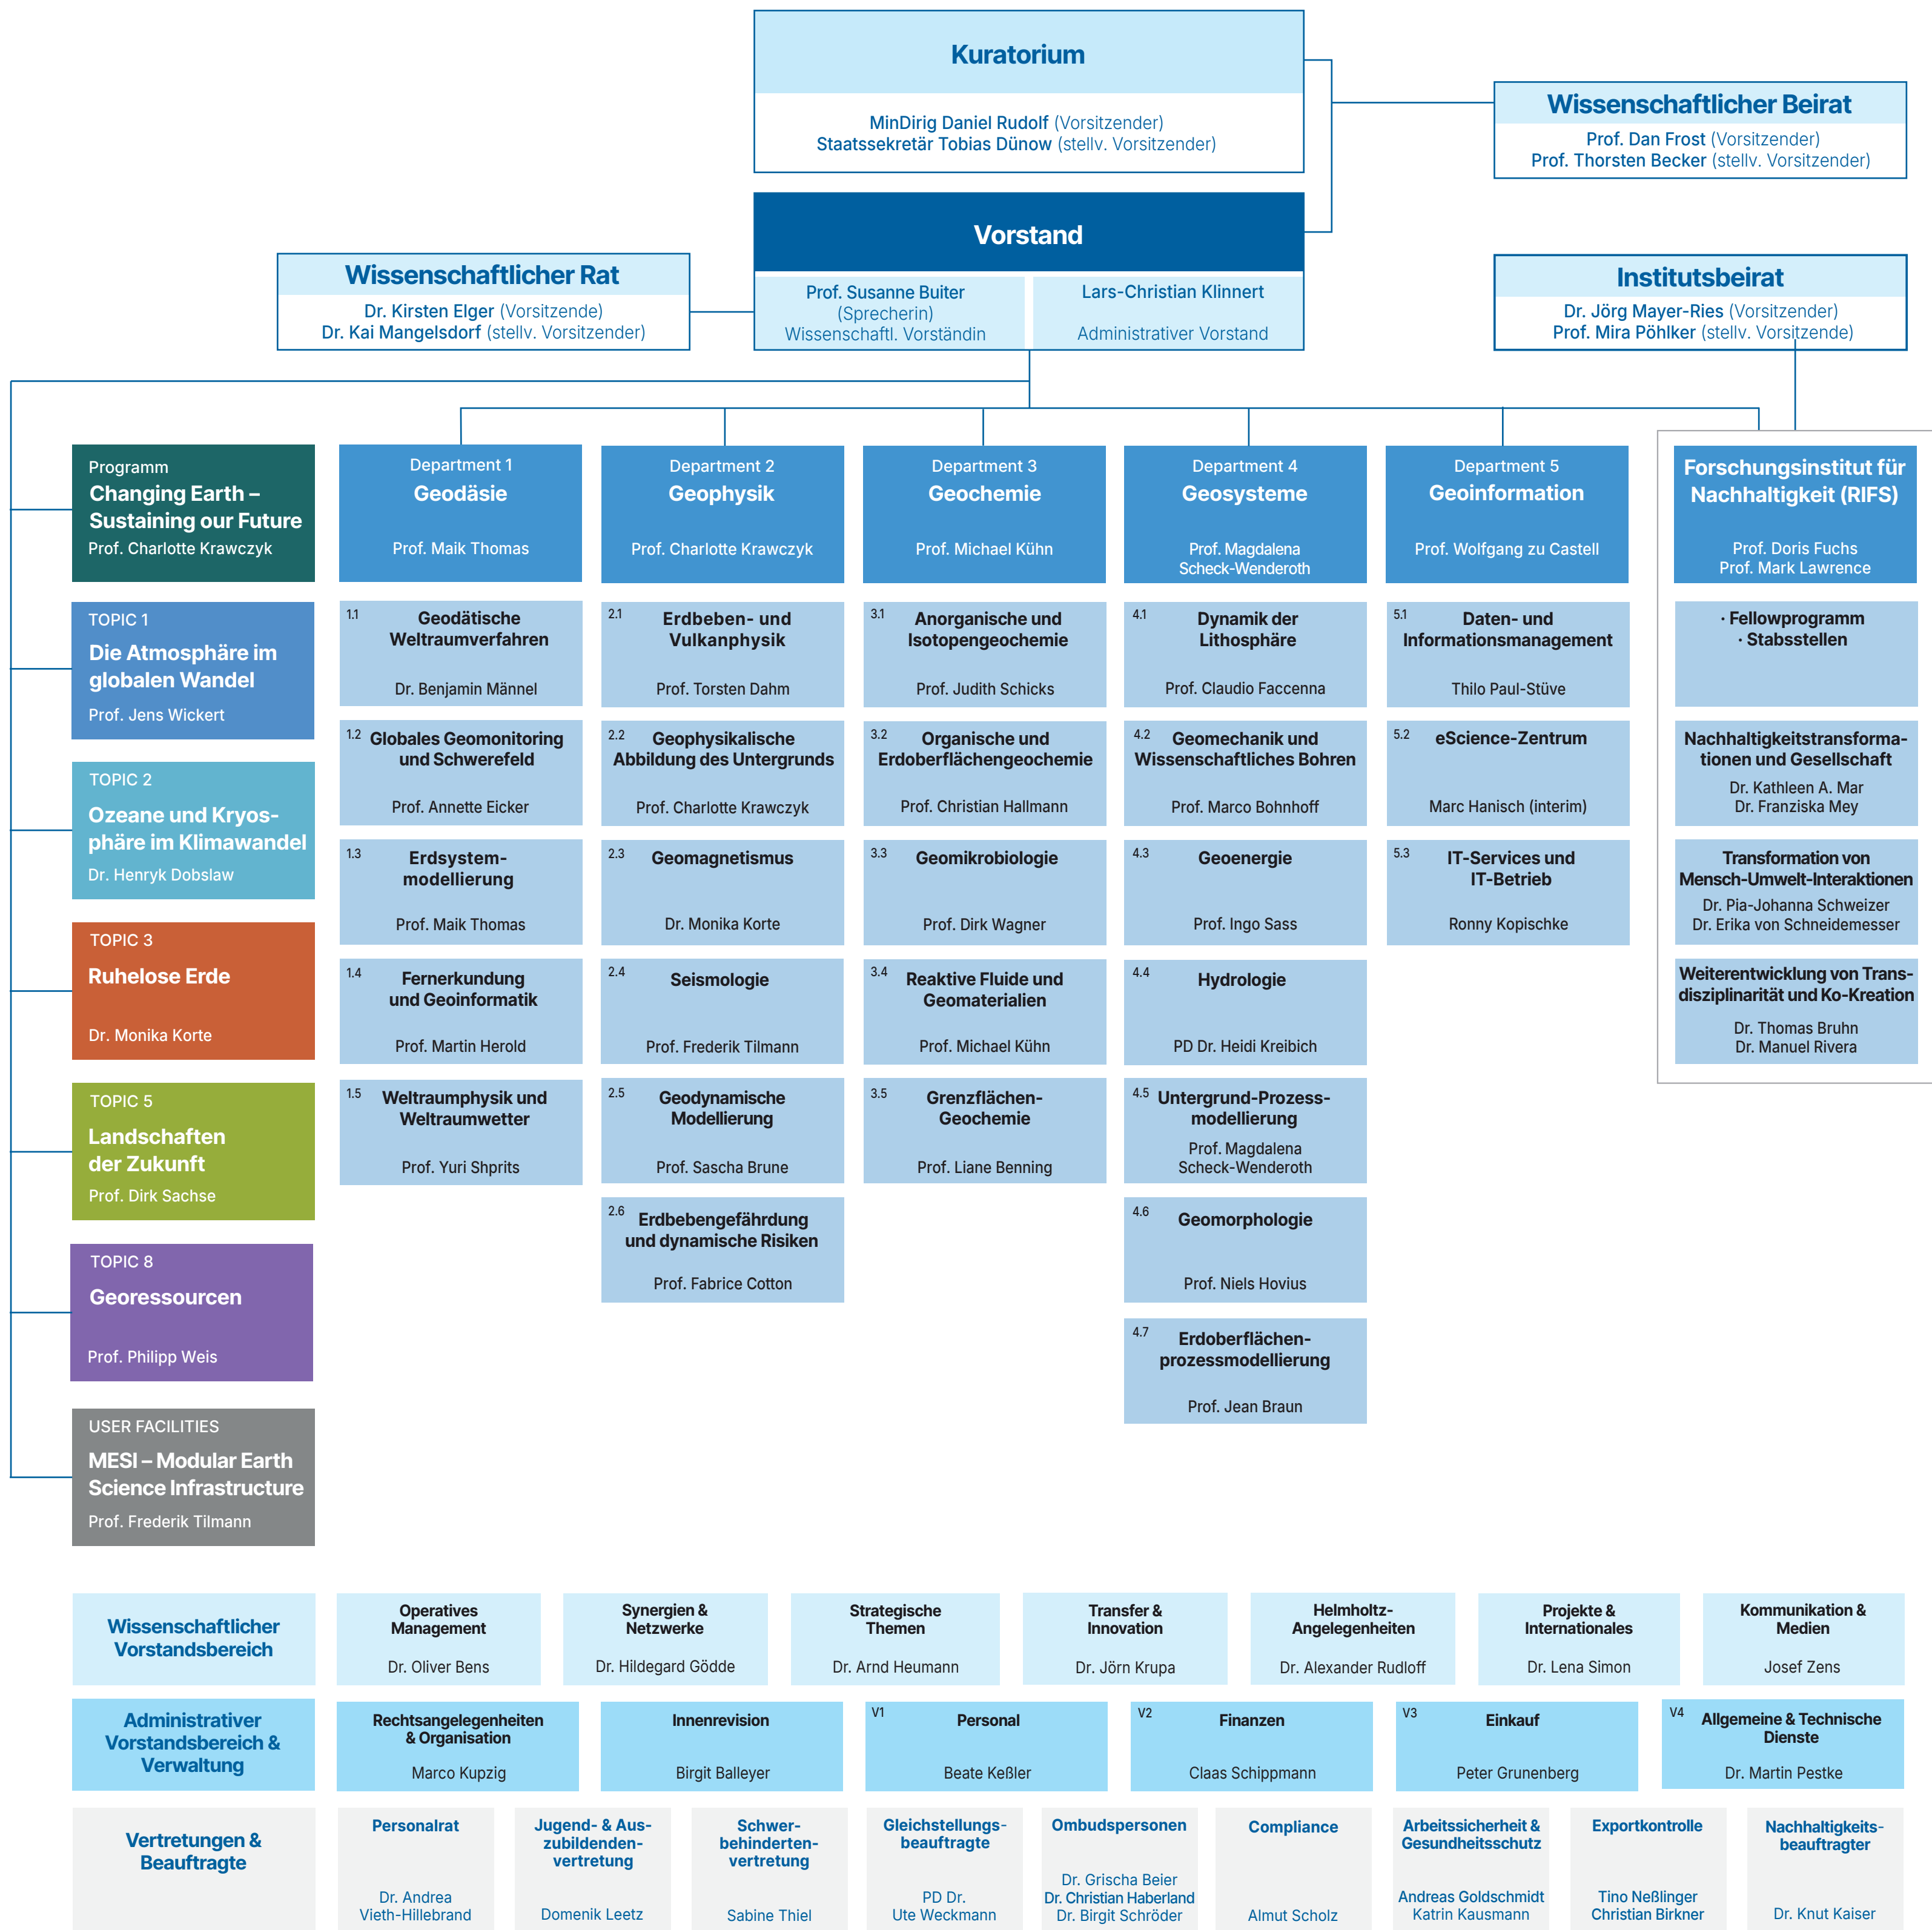 Kuratorium
MinDirig Daniel Rudolf (Vorsitzender)
Staatssekretär Tobias Dünow (stellv. Vorsitzender)
Wissenschaftlicher Beirat
Prof. Dan Frost (Vorsitzender)
Prof. Thorsten Becker (stellv. Vorsitzender)
Vorstand
Prof. Susanne Buiter
(Sprecherin)
Wissenschaftl. Vorständin
Lars-Christian Klinnert
Administrativer Vorstand
Wissenschaftlicher Rat
Dr. Kirsten Elger (Vorsitzende)
Dr. Kai Mangelsdorf (stellv. Vorsitzender)
Institutsbeirat
Dr. Jörg Mayer-Ries (Vorsitzender)
Prof. Mira Pöhlker (stellv. Vorsitzende)
Programm
Changing Earth –
Sustaining our Future
Prof. Charlotte Krawczyk
TOPIC 1
Die Atmosphäre im
globalen Wandel
Prof. Jens Wickert
TOPIC 2
Ozeane und Kryos-
phäre im Klimawandel
Dr. Henryk Dobslaw
TOPIC 3
Ruhelose Erde
Dr. Monika Korte
TOPIC 5
Landschaften
der Zukunft
Prof. Dirk Sachse
TOPIC 8
Georessourcen
Prof. Philipp Weis
USER FACILITIES
MESI – Modular Earth
Science Infrastructure
Prof. Frederik Tilmann
Department 1
Geodäsie
Prof. Maik Thomas
1.1 Geodätische
Weltraumverfahren
Dr. Benjamin Männel
1.2 Globales Geomonitoring
und Schwerefeld
Prof. Annette Eicker
1.3 Erdsystem-
modellierung
Prof. Maik Thomas
1.4 Fernerkundung
und Geoinformatik
Prof. Martin Herold
1.5 Weltraumphysik und
Weltraumwetter
Prof. Yuri Shprits
Department 2
Geophysik
Prof. Charlotte Krawczyk
2.1 Erdbeben- und
Vulkanphysik
Prof. Torsten Dahm
2.2 Geophysikalische
Abbildung des Untergrunds
Prof. Charlotte Krawczyk
2.3 Geomagnetismus
Dr. Monika Korte
2.4 Seismologie
Prof. Frederik Tilmann
2.5 Geodynamische
Modellierung
Prof. Sascha Brune
2.6 Erdbebengefährdung
und dynamische Risiken
Prof. Fabrice Cotton
Department 3
Geochemie
Prof. Michael Kühn
3.1 Anorganische und
Isotopengeochemie
Prof. Judith Schicks
3.2 Organische und
Erdoberflächengeochemie
Prof. Christian Hallmann
3.3 Geomikrobiologie
Prof. Dirk Wagner
3.4 Reaktive Fluide und
Geomaterialien
Prof. Michael Kühn
3.5 Grenzflächen-
Geochemie
Prof. Liane Benning
Department 4
Geosysteme
Prof. Magdalena
Scheck-Wenderoth
4.1 Dynamik der
Lithosphäre
Prof. Claudio Faccenna
4.2 Geomechanik und
Wissenschaftliches Bohren
Prof. Marco Bohnhoff
4.3 Geoenergie
Prof. Ingo Sass
4.4 Hydrologie
PD Dr. Heidi Kreibich
4.5 Untergrund-Prozess-
modellierung
Prof. Magdalena
Scheck-Wenderoth
4.6 Geomorphologie
Prof. Niels Hovius
4.7 Erdoberflächen-
prozessmodellierung
Prof. Jean Braun
Department 5
Geoinformation
Prof. Wolfgang zu Castell
5.1 Daten- und
Informationsmanagement
Thilo Paul-Stüve
5.2 eScience-Zentrum
Marc Hanisch (interim)
5.3 IT-Services und
IT-Betrieb
Ronny Kopischke
Forschungsinstitut für
Nachhaltigkeit (RIFS)
Prof. Doris Fuchs
Prof. Mark Lawrence
· Fellowprogramm
· Stabsstellen
Nachhaltigkeitstransforma-
tionen und Gesellschaft
Dr. Kathleen A. Mar
Dr. Franziska Mey
Transformation von
Mensch-Umwelt-Interaktionen
Dr. Pia-Johanna Schweizer
Dr. Erika von Schneidemesser
Weiterentwicklung von Trans-
disziplinarität und Ko-Kreation
Dr. Thomas Bruhn
Dr. Manuel Rivera
Wissenschaftlicher
Vorstandsbereich
Operatives
Management
Dr. Oliver Bens
Synergien &
Netzwerke
Dr. Hildegard Gödde
Strategische
Themen
Dr. Arnd Heumann
Transfer &
Innovation
Dr. Jörn Krupa
Helmholtz-
Angelegenheiten
Dr. Alexander Rudloff
Projekte &
Internationales
Dr. Lena Simon
Kommunikation &
Medien
Josef Zens
Administrativer
Vorstandsbereich &
Verwaltung
Rechtsangelegenheiten
& Organisation
Marco Kupzig
Innenrevision
Birgit Balleyer
V1 Personal
Beate Keßler
V2 Finanzen
Claas Schippmann
V3 Einkauf
Peter Grunenberg
V4 Allgemeine & Technische
Dienste
Dr. Martin Pestke
Vertretungen &
Beauftragte
Personalrat
Dr. Andrea
Vieth-Hillebrand
Jugend- & Aus-
zubildenden-
vertretung
Domenik Leetz
Schwer-
behinderten-
vertretung
Sabine Thiel
Gleichstellungs-
beauftragte
PD Dr.
Ute Weckmann
Ombudspersonen
Dr. Grischa Beier
Dr. Christian Haberland
Dr. Birgit Schröder
Compliance
Almut Scholz
Arbeitssicherheit &
Gesundheitsschutz
Andreas Goldschmidt
Katrin Kausmann
Exportkontrolle
Tino Neßlinger
Christian Birkner
Nachhaltigkeits-
beauftragter
Dr. Knut Kaiser